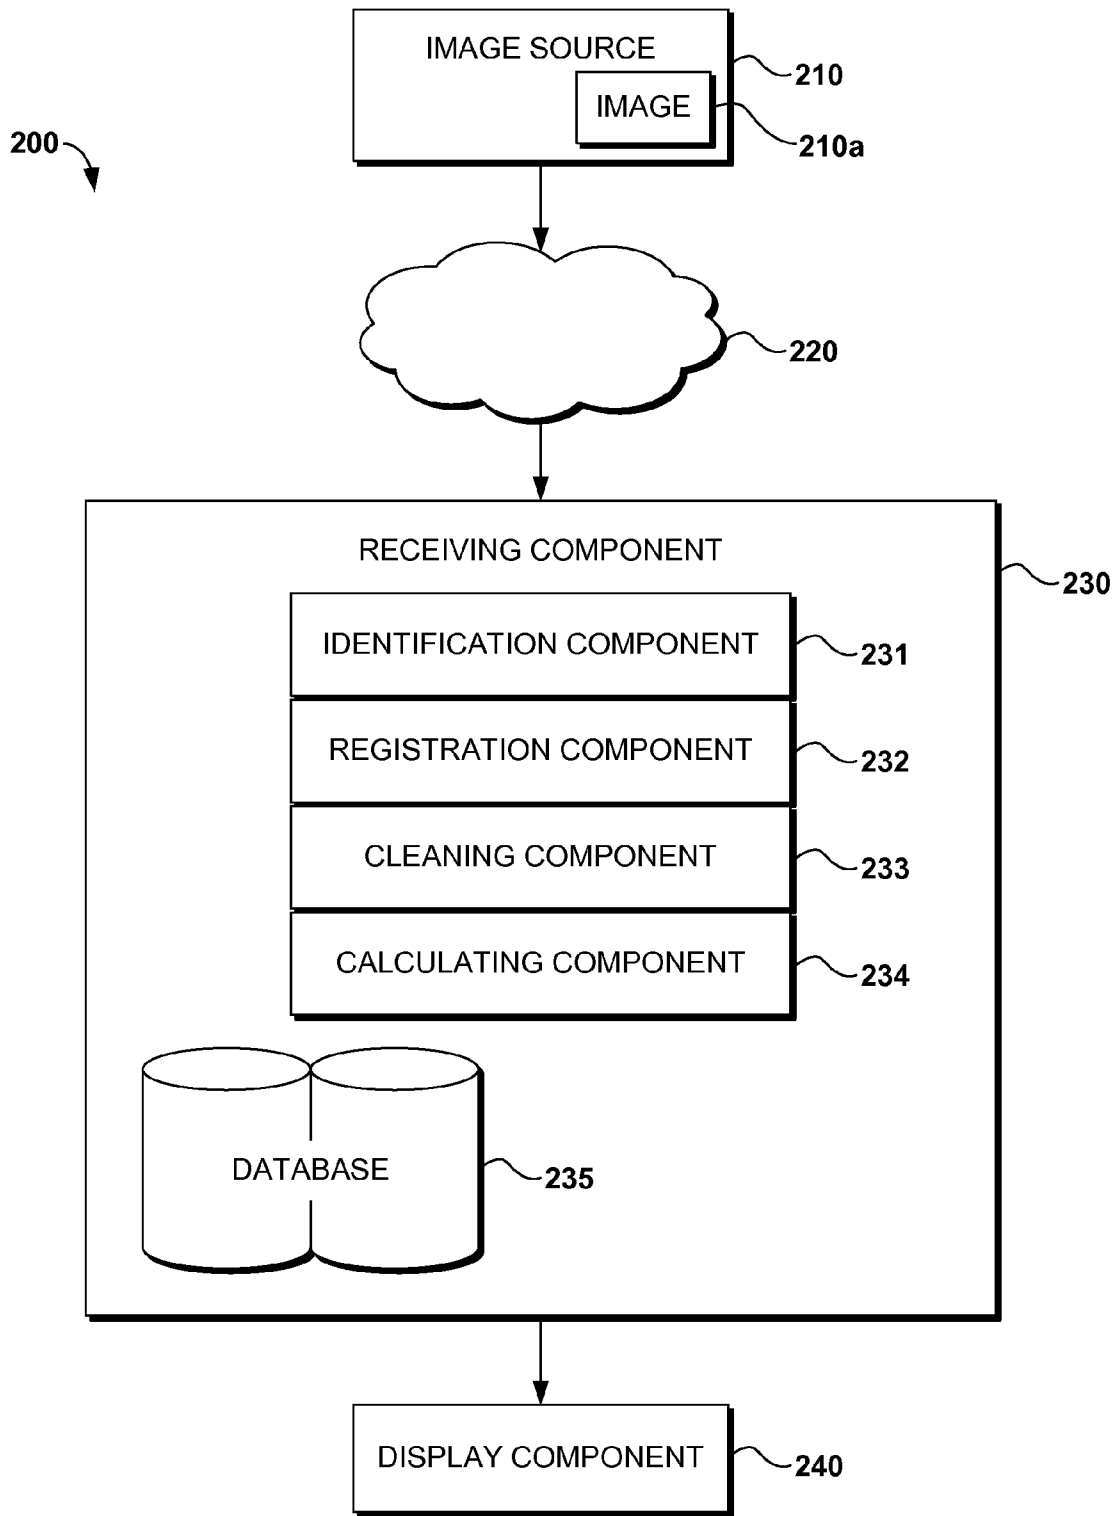 IMAGE SOURCE
210
IMAGE
210a
200
220
RECEIVING COMPONENT
230
IDENTIFICATION COMPONENT
231
REGISTRATION COMPONENT
232
CLEANING COMPONENT
233
CALCULATING COMPONENT
234
DATABASE
235
DISPLAY COMPONENT
240